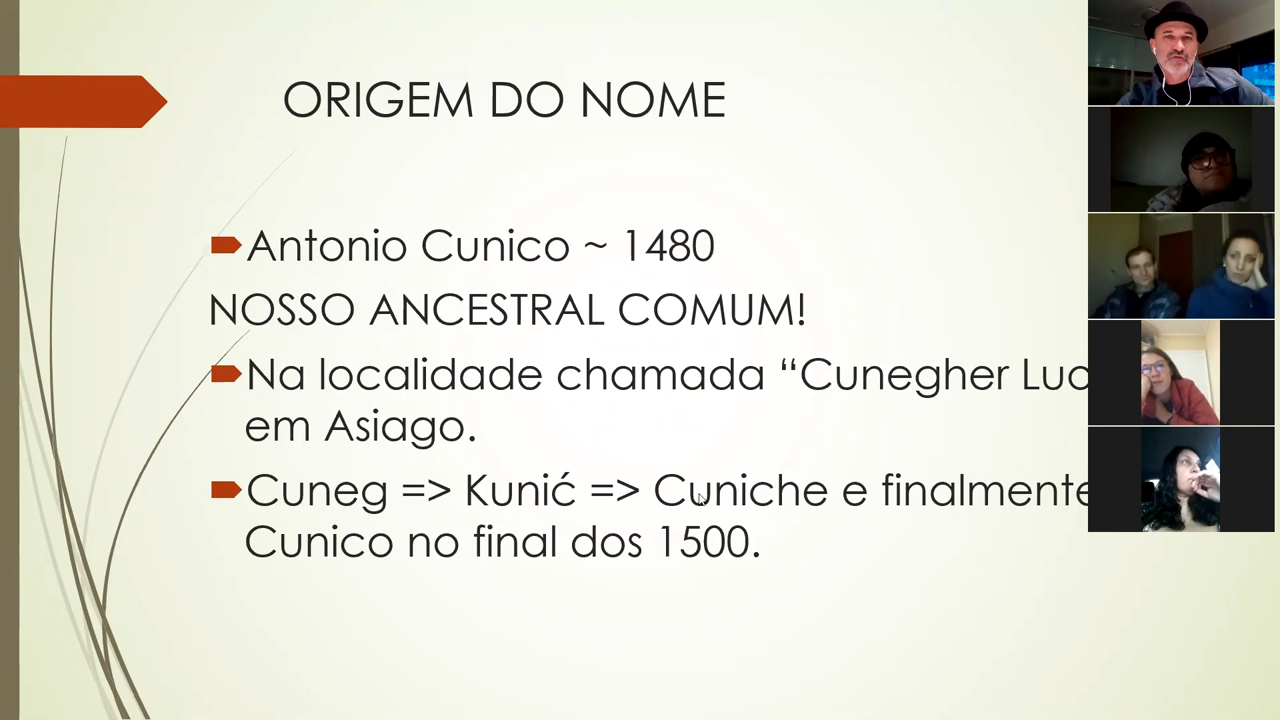 ORIGEM DO NOME
Antonio Cunico ~ 1480
NOSSO ANCESTRAL COMUM!
Na localidade chamada “Cunegher
em Asiago.
Cuneg => Kunić => Cuniche e finalmente
Cunico no final dos 1500.